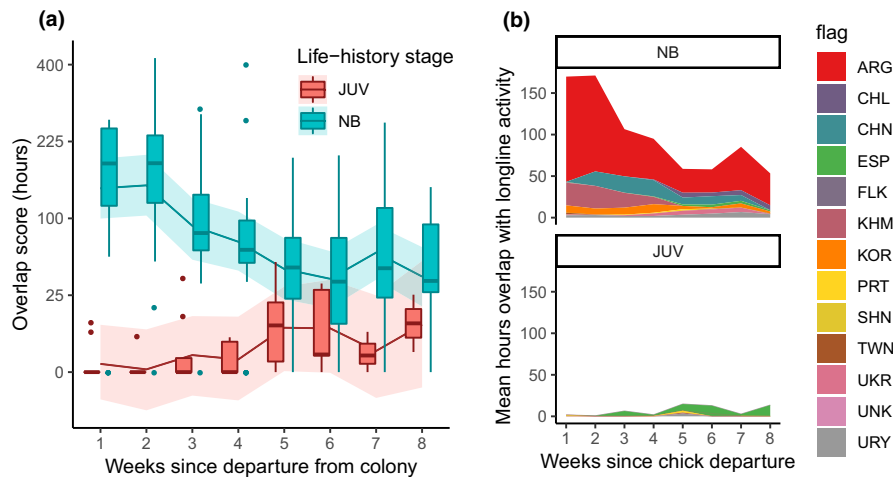 (a)
Overlap score (hours)
400
225
100
25
0
Life−history stage
JUV
NB
1 2 3 4 5 6 7 8
Weeks since departure from colony
(b)
Mean hours overlap with longline activity
NB
150
100
50
0
JUV
150
100
50
0
1 2 3 4 5 6 7 8
Weeks since chick departure
flag
ARG
CHL
CHN
ESP
FLK
KHM
KOR
PRT
SHN
TWN
UKR
UNK
URY